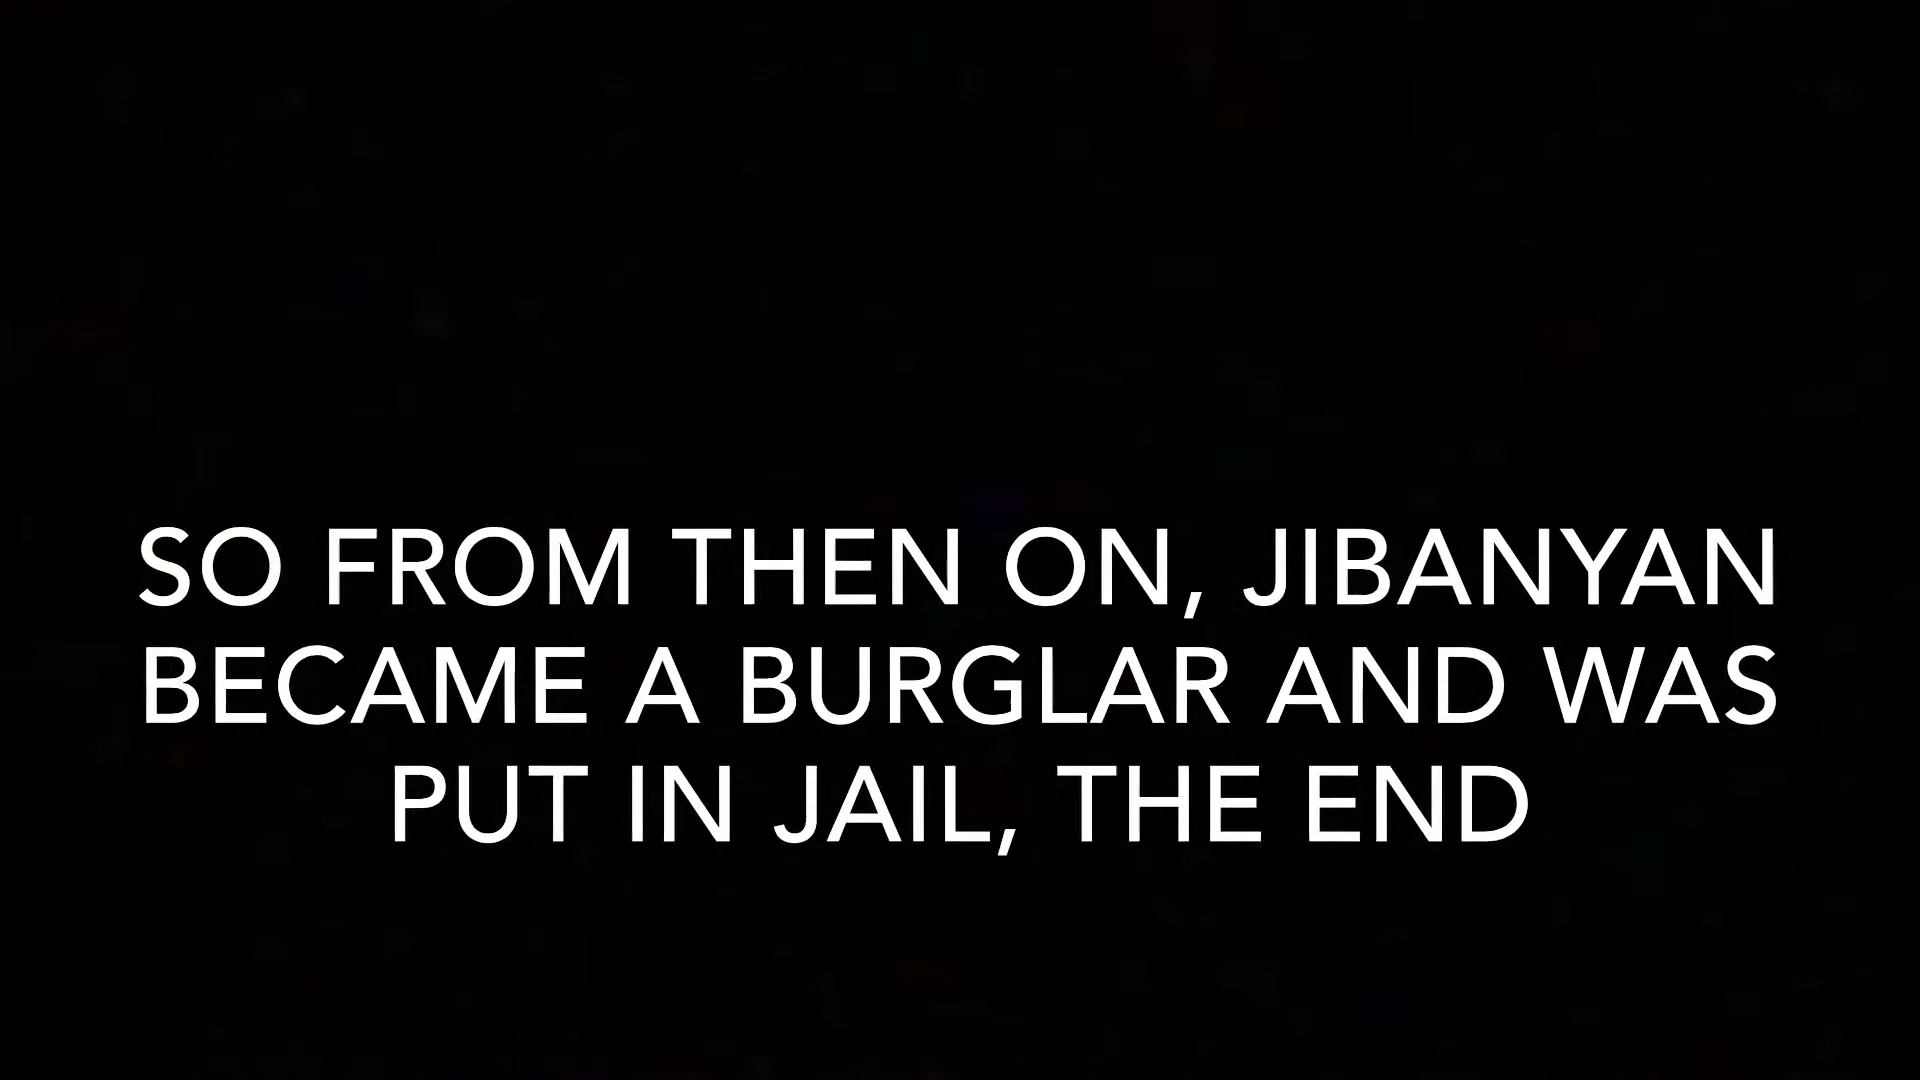 SO FROM THEN ON, JIBANYAN
BECAME A BURGLAR AND WAS
PUT IN JAIL, THE END